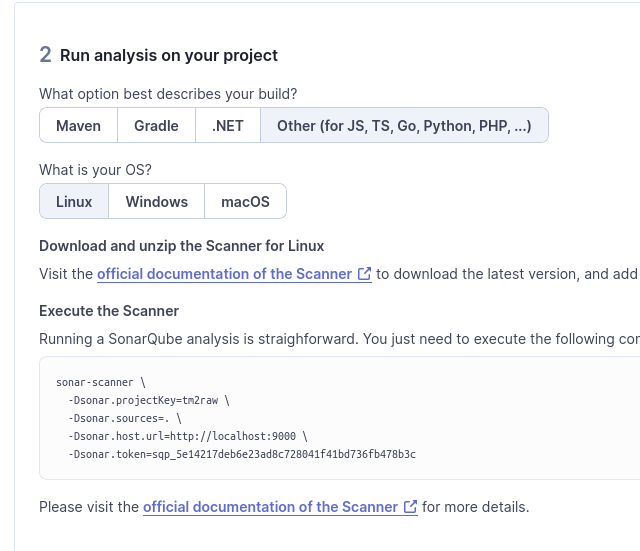 2 Run analysis on your project
What option best describes your build?
Maven Gradle .NET Other (for JS, TS, Go, Python, PHP, ...)
What is your OS?
Linux Windows macOS
Download and unzip the Scanner for Linux
Visit the official documentation of the Scanner to download the latest version, and add
Execute the Scanner
Running a SonarQube analysis is straighforward. You just need to execute the following
sonar-scanner \
-Dsonar.projectKey=tm2raw \
-Dsonar.sources=. \
-Dsonar.host.url=http://localhost:9000 \
-Dsonar.token=sqp_5e14217deb6e23ad8c728041f41bd736fb478b3c
Please visit the official documentation of the Scanner for more details.